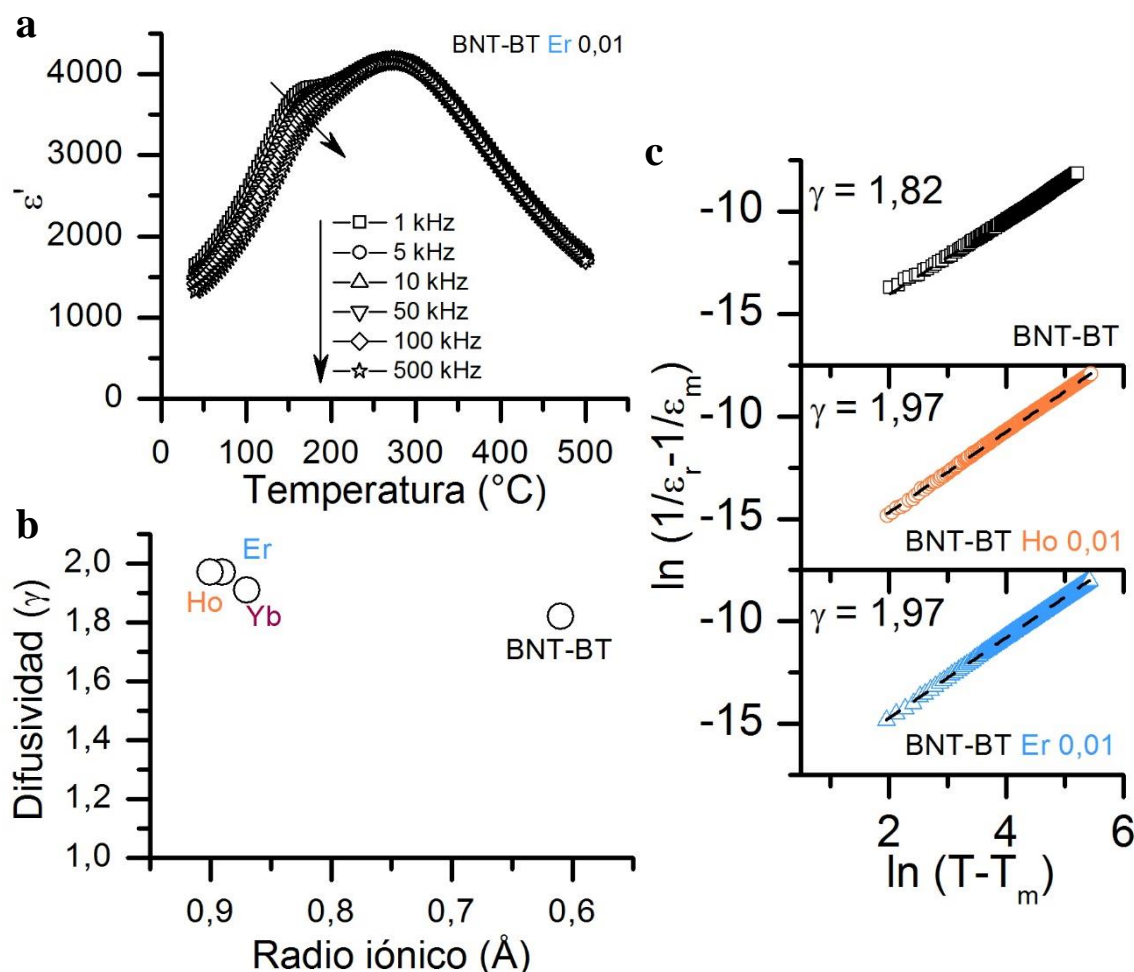 a
BNT-BT Er 0,01
4000
3000
2000
1000
0
ε'
1 kHz
5 kHz
10 kHz
50 kHz
100 kHz
500 kHz
0 100 200 300 400 500
Temperatura (°C)
b
2,0
1,8
1,6
1,4
1,2
1,0
Difusividad (γ)
Er
Ho
Yb
BNT-BT
0,9 0,8 0,7 0,6
Radio iónico (Å)
c
-10
-15
γ = 1,82
BNT-BT
-10
-15
γ = 1,97
BNT-BT Ho 0,01
-10
-15
γ = 1,97
BNT-BT Er 0,01
ln (1/εr-1/εm)
2 4 6
ln (T-Tm)